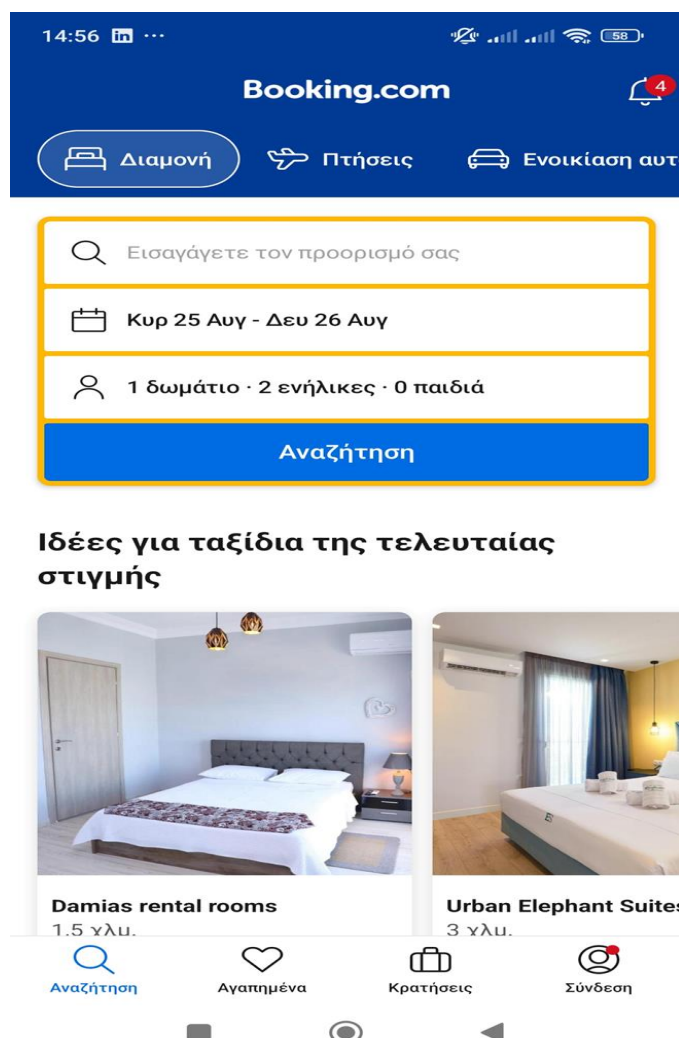 14:56 in ...
58
Booking.com
4
Διαμονή Πτήσεις Ενοικίαση αυτ
Εισαγάγετε τον προορισμό σας
Κυρ 25 Αυγ - Δευ 26 Αυγ
1 δωμάτιο · 2 ενήλικες · 0 παιδιά
Αναζήτηση
Ιδέες για ταξίδια της τελευταίας
στιγμής
Damias rental rooms
1.5 χλμ.
Urban Elephant Suites
3 χλμ.
Αναζήτηση Αγαπημένα Κρατήσεις Σύνδεση